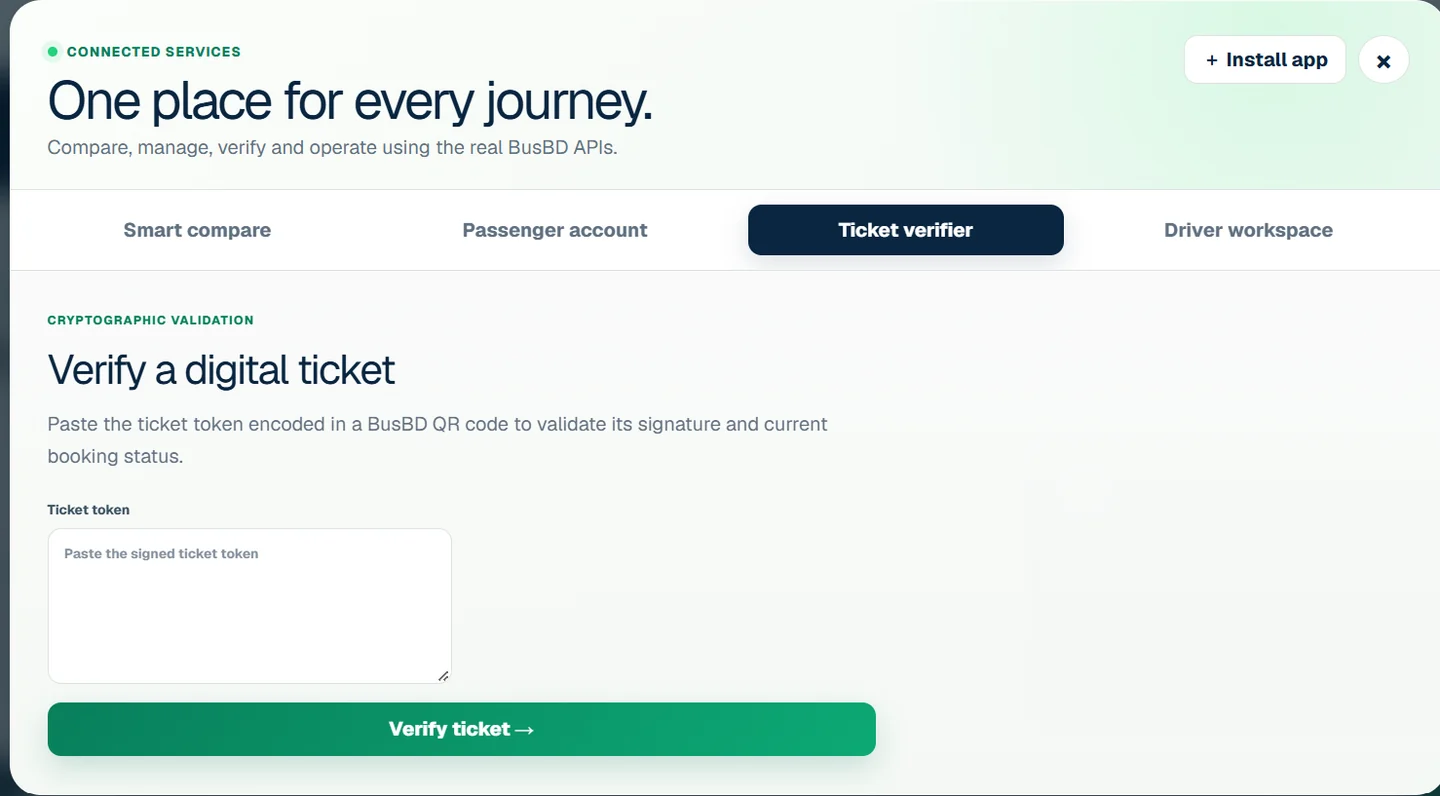 CONNECTED SERVICES
One place for every journey.
Compare, manage, verify and operate using the real BusBD APIs.
+ Install app
×
Smart compare
Passenger account
Ticket verifier
Driver workspace
CRYPTOGRAPHIC VALIDATION
Verify a digital ticket
Paste the ticket token encoded in a BusBD QR code to validate its signature and current
booking status.
Ticket token
Paste the signed ticket token
Verify ticket →